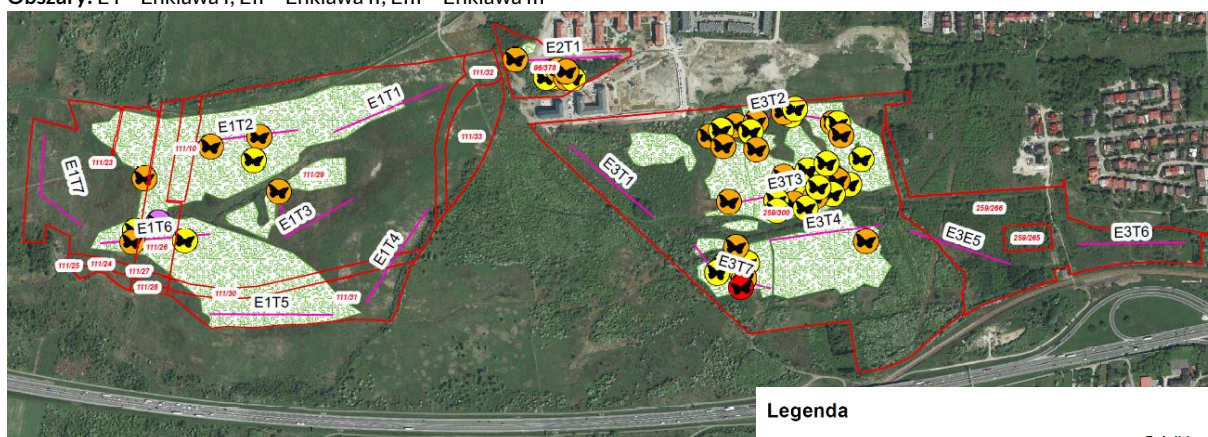 Obszary: E I – Enklawa I, EII – Enklawa II, EIII – Enklawa III
E2T1
98/378
111/32
E1T1
E3T2
E1T2
111/33
111/10
111/23
E1T7
111/29
E3T1
E3T3
E1T3
259/300
259/266
E1T6
E3T4
111/26
E1T4
E3E5
259/265
E3T6
111/25
111/24
111/27
E3T7
111/28
111/30
E1T5
111/31
Legenda